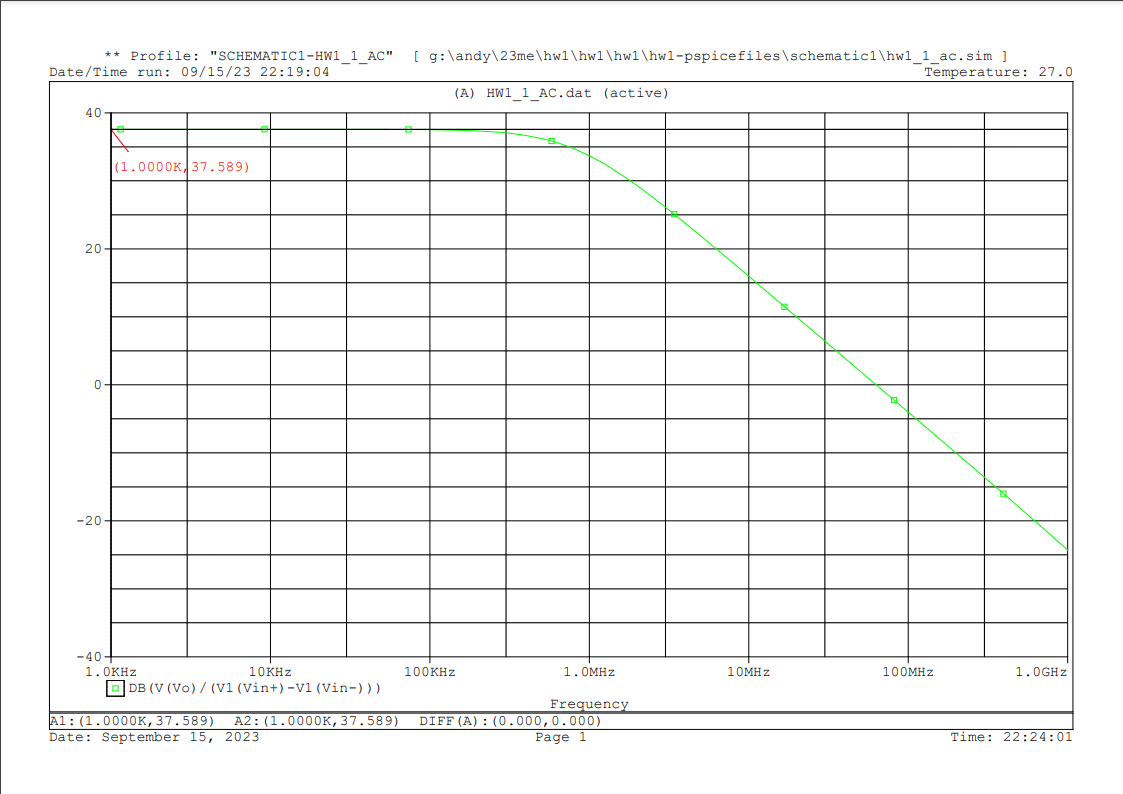 ** Profile: "SCHEMATIC1-HW1_1_AC"  [ g:\andy\23me\hw1\hw1\hw1\hw1-pspicefiles\schematic1\hw1_1_ac.sim ]
Date/Time run: 09/15/23 22:19:04 Temperature: 27.0
(A) HW1_1_AC.dat (active)
40
(1.0000K,37.589)
20
0
-20
-40
1.0KHz 10KHz 100KHz 1.0MHz 10MHz 100MHz 1.0GHz
DB(V(Vo)/(V1(Vin+)-V1(Vin-)))
Frequency
A1:(1.0000K,37.589) A2:(1.0000K,37.589) DIFF(A):(0.000,0.000)
Date: September 15, 2023 Page 1 Time: 22:24:01